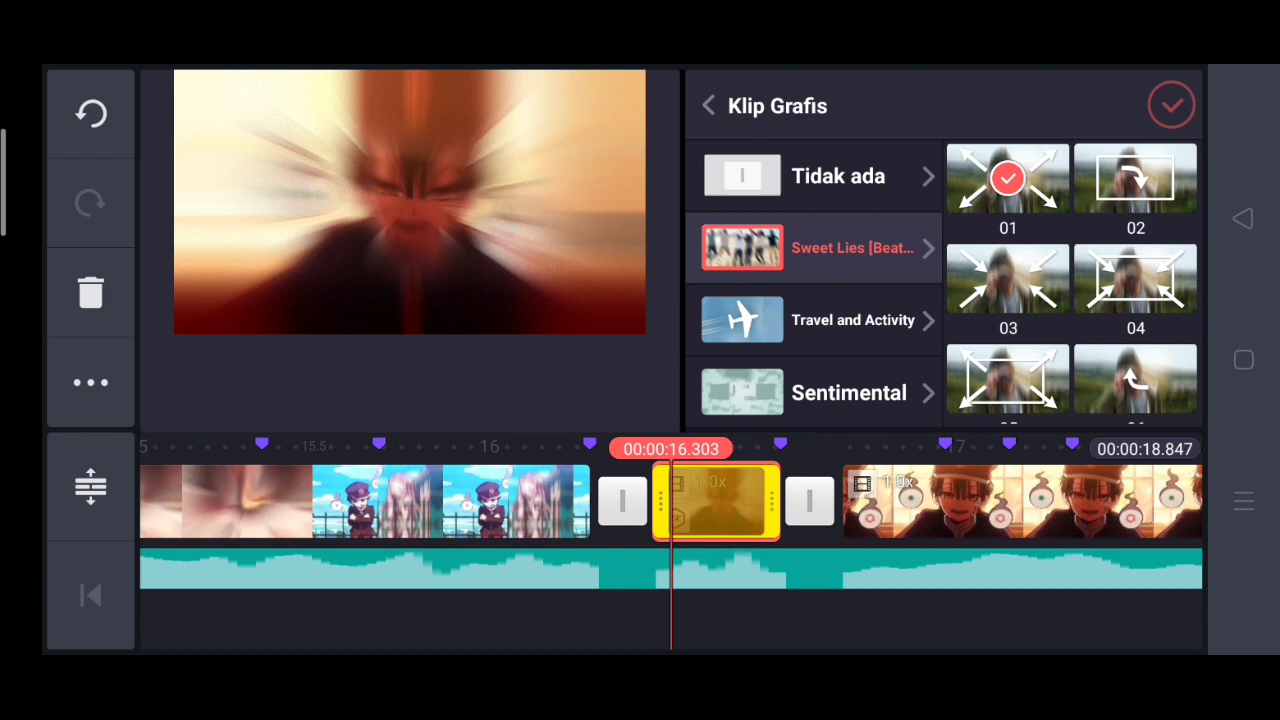 Klip Grafis
Tidak ada
Sweet Lies [Beat...
Travel and Activity
Sentimental
01
02
03
04
5
15.5
16
00:00:16.303
17
00:00:18.847
1.0x
1.0x